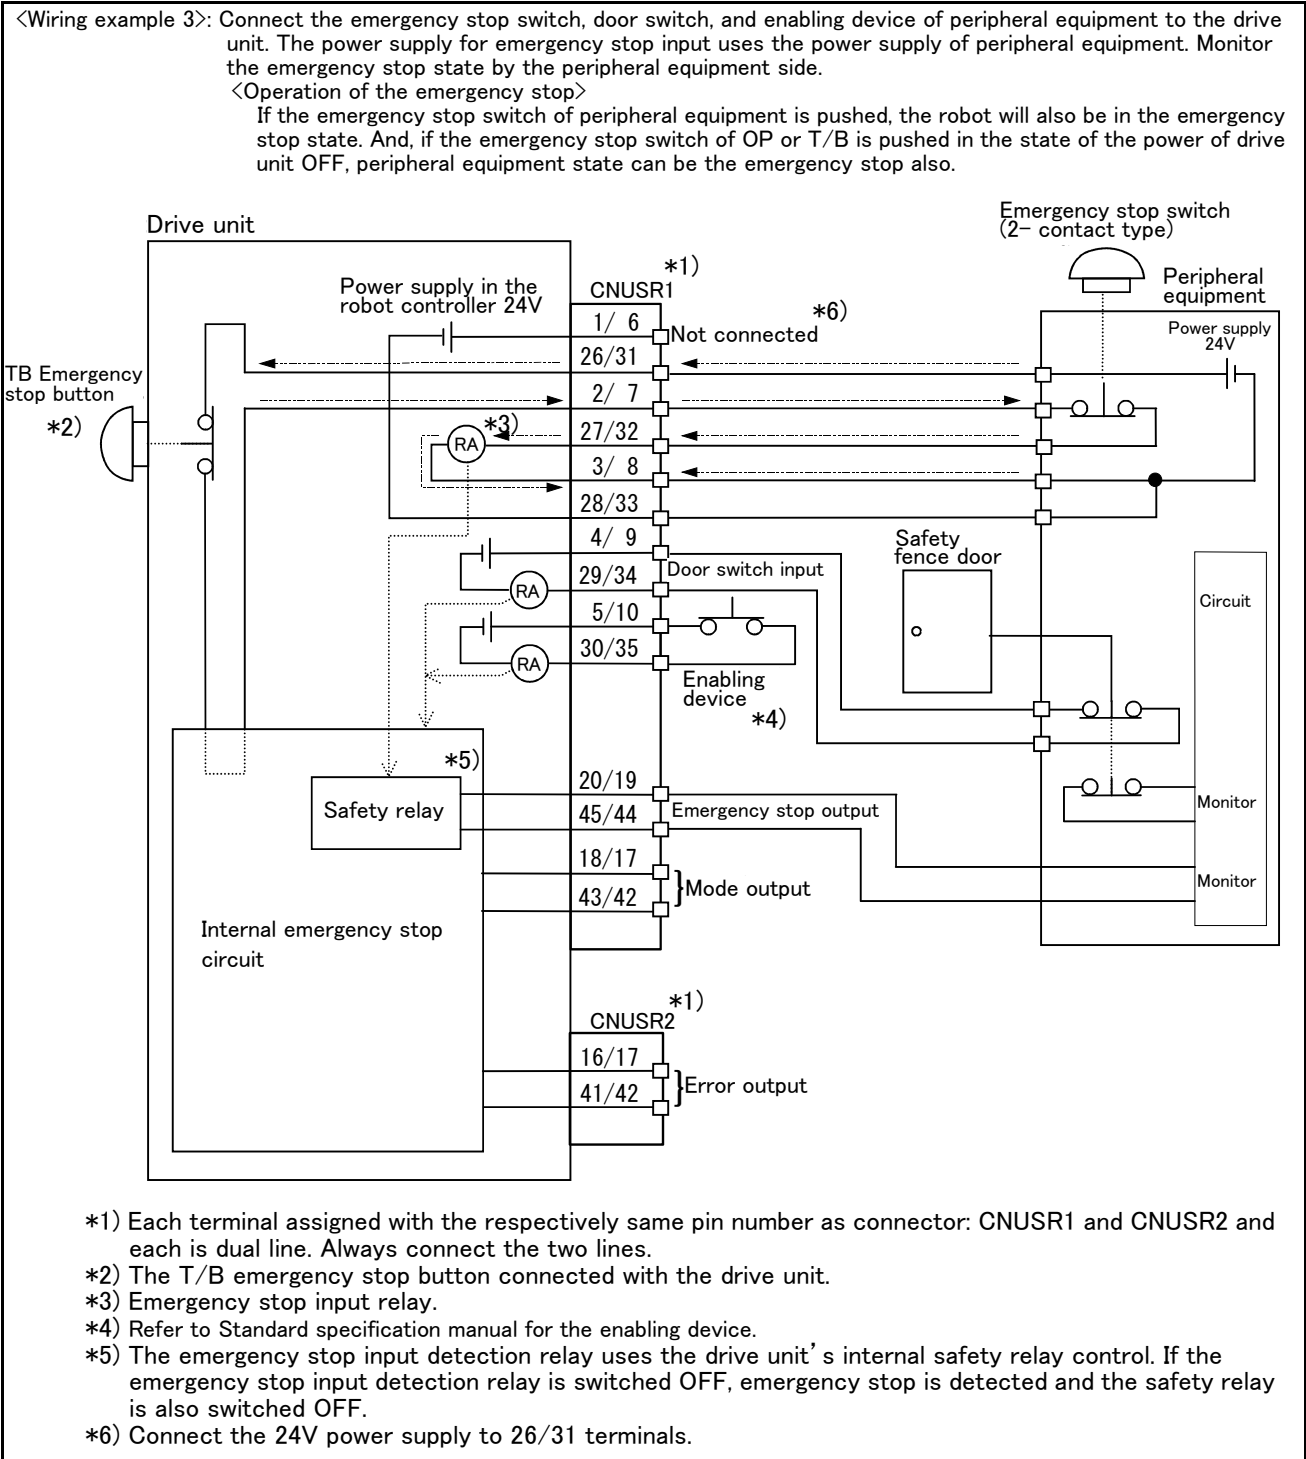 <Wiring example 3>: Connect the emergency stop switch, door switch, and enabling device of peripheral equipment to the drive
unit. The power supply for emergency stop input uses the power supply of peripheral equipment. Monitor
the emergency stop state by the peripheral equipment side.
<Operation of the emergency stop>
If the emergency stop switch of peripheral equipment is pushed, the robot will also be in the emergency
stop state. And, if the emergency stop switch of OP or T/B is pushed in the state of the power of drive
unit OFF, peripheral equipment state can be the emergency stop also.
Emergency stop switch
(2- contact type)
Drive unit
*1)
Peripheral
equipment
Power supply in the
robot controller 24V
CNUSR1
*6)
1/ 6
Not connected
Power supply
24V
26/31
TB Emergency
stop button
*2)
2/ 7
*3)
RA
27/32
3/ 8
28/33
4/ 9
Safety
fence door
Door switch input
29/34
RA
Circuit
5/10
30/35
RA
Enabling
device
*4)
*5)
20/19
Safety relay
Emergency stop output
Monitor
45/44
18/17
Mode output
Monitor
43/42
Internal emergency stop
circuit
*1)
CNUSR2
16/17
Error output
41/42
*1) Each terminal assigned with the respectively same pin number as connector: CNUSR1 and CNUSR2 and
each is dual line. Always connect the two lines.
*2) The T/B emergency stop button connected with the drive unit.
*3) Emergency stop input relay.
*4) Refer to Standard specification manual for the enabling device.
*5) The emergency stop input detection relay uses the drive unit's internal safety relay control. If the
emergency stop input detection relay is switched OFF, emergency stop is detected and the safety relay
is also switched OFF.
*6) Connect the 24V power supply to 26/31 terminals.